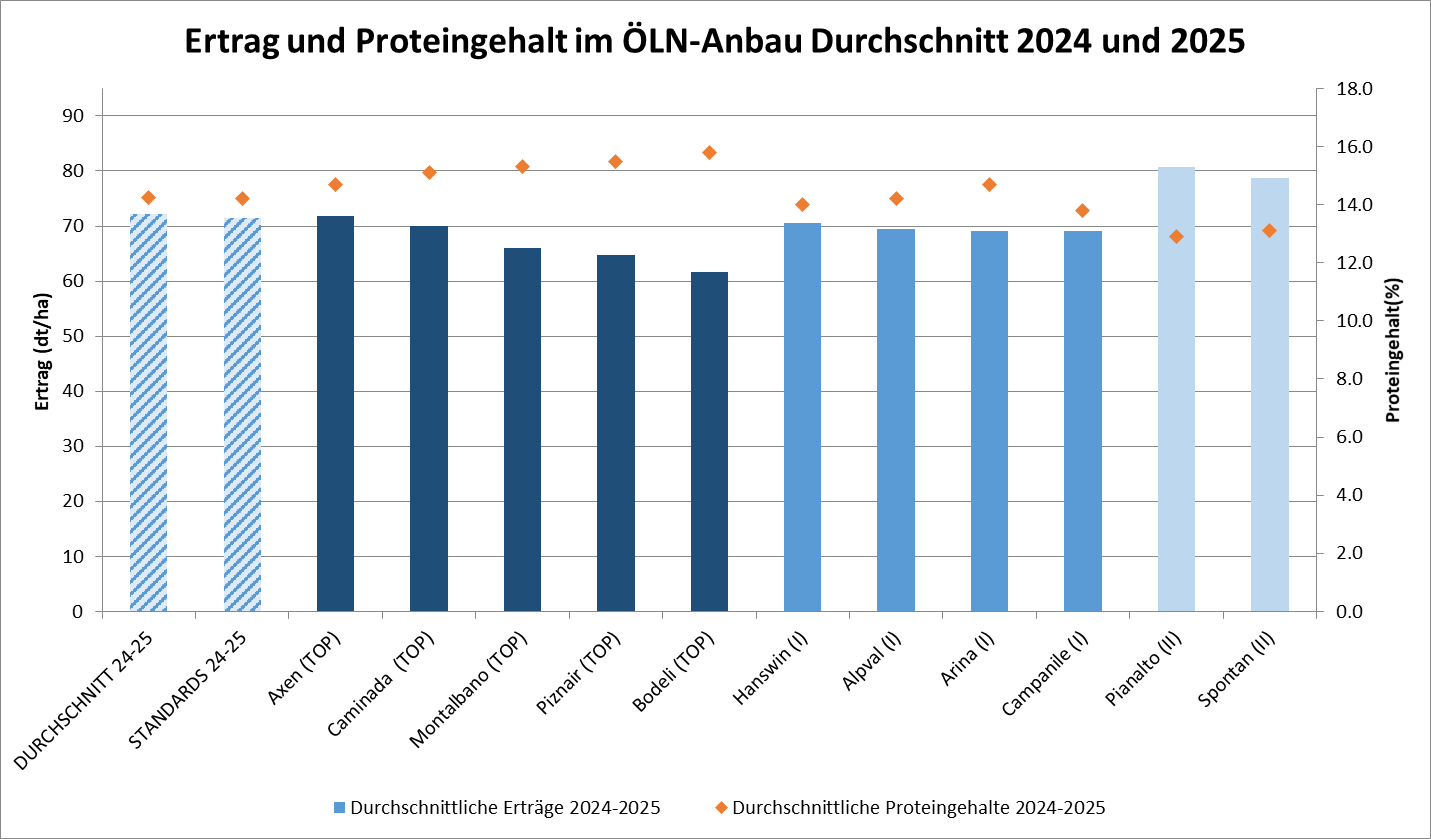 Ertrag und Proteingehalt im ÖLN-Anbau Durchschnitt 2024 und 2025
Ertrag (dt/ha)
90
80
70
60
50
40
30
20
10
0
18.0
16.0
14.0
12.0
10.0
8.0
6.0
4.0
2.0
0.0
Proteingehalt(%)
DURCHSCHNITT 24-25
STANDARDS 24-25
Axen (TOP)
Caminada  (TOP)
Montalbano (TOP)
Piznair (TOP)
Bodeli (TOP)
Hanswin (I)
Alpval (I)
Arina (I)
Campanile (I)
Pianalto (II)
Spontan (II)
Durchschnittliche Erträge 2024-2025
Durchschnittliche Proteingehalte 2024-2025